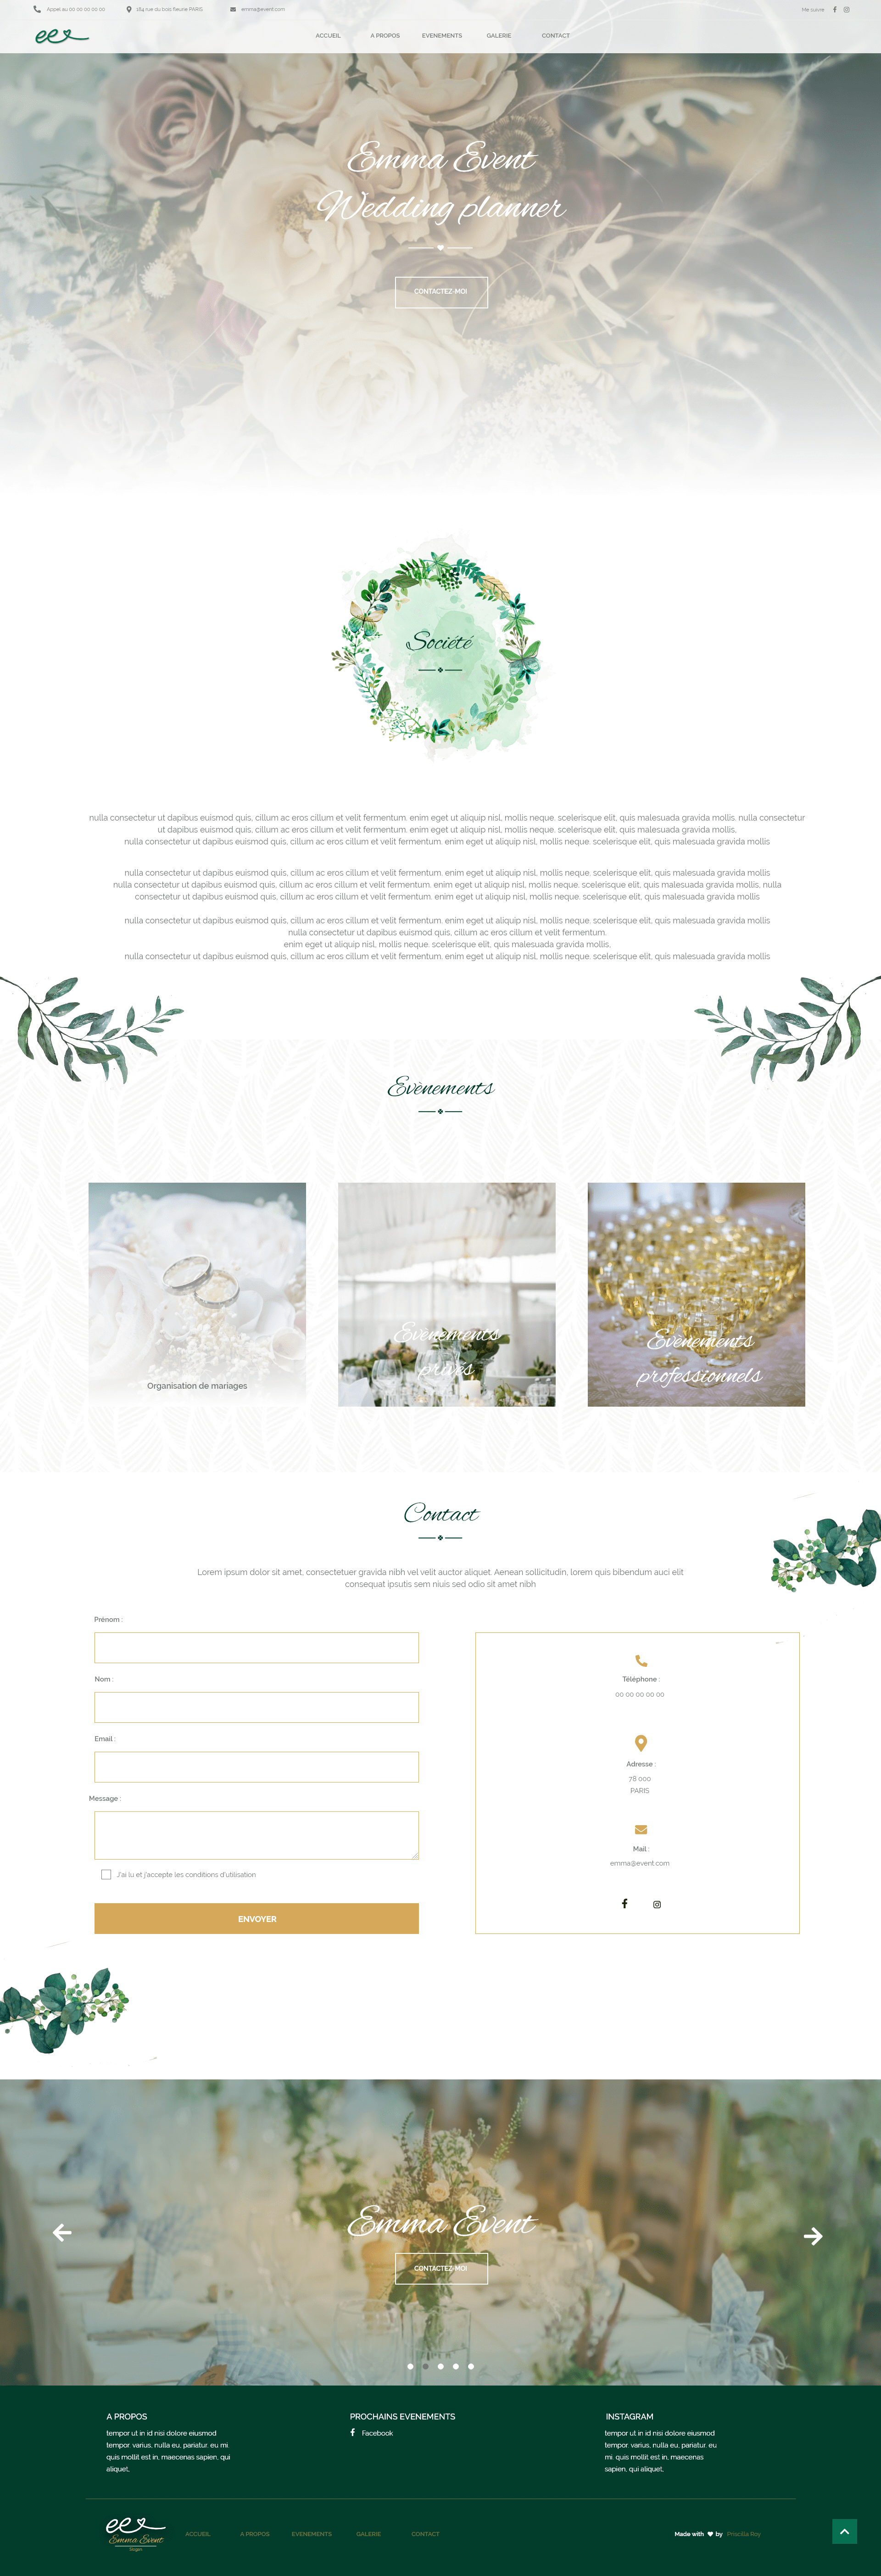 Appel au 00 00 00 00 00
184 rue du bois fleurie PARIS
emma@event.com
Me suivre
ACCUEIL
A PROPOS
EVENEMENTS
GALERIE
CONTACT
Emma Event
Wedding planner
CONTACTEZ-MOI
Société
nulla consectetur ut dapibus euismod quis, cillum ac eros cillum et velit fermentum. enim eget ut aliquip nisl, mollis neque. scelerisque elit, quis malesuada gravida mollis. nulla consectetur
ut dapibus euismod quis, cillum ac eros cillum et velit fermentum. enim eget ut aliquip nisl, mollis neque. scelerisque elit, quis malesuada gravida mollis,
nulla consectetur ut dapibus euismod quis, cillum ac eros cillum et velit fermentum. enim eget ut aliquip nisl, mollis neque. scelerisque elit, quis malesuada gravida mollis
nulla consectetur ut dapibus euismod quis, cillum ac eros cillum et velit fermentum. enim eget ut aliquip nisl, mollis neque. scelerisque elit, quis malesuada gravida mollis
nulla consectetur ut dapibus euismod quis, cillum ac eros cillum et velit fermentum. enim eget ut aliquip nisl, mollis neque. scelerisque elit, quis malesuada gravida mollis, nulla
consectetur ut dapibus euismod quis, cillum ac eros cillum et velit fermentum. enim eget ut aliquip nisl, mollis neque. scelerisque elit, quis malesuada gravida mollis
nulla consectetur ut dapibus euismod quis, cillum ac eros cillum et velit fermentum. enim eget ut aliquip nisl, mollis neque. scelerisque elit, quis malesuada gravida mollis
nulla consectetur ut dapibus euismod quis, cillum ac eros cillum et velit fermentum.
enim eget ut aliquip nisl, mollis neque. scelerisque elit, quis malesuada gravida mollis,
nulla consectetur ut dapibus euismod quis, cillum ac eros cillum et velit fermentum. enim eget ut aliquip nisl, mollis neque. scelerisque elit, quis malesuada gravida mollis
Evènements
Organisation de mariages
Evènements
privés
Evènements
professionnels
Contact
Lorem ipsum dolor sit amet, consectetuer gravida nibh vel velit auctor aliquet. Aenean sollicitudin, lorem quis bibendum auci elit
consequat ipsutis sem niuis sed odio sit amet nibh
Prénom :
Nom :
Email :
Message :
J'ai lu et j'accepte les conditions d'utilisation
ENVOYER
Téléphone :
00 00 00 00 00
Adresse :
78 000
PARIS
Mail :
emma@event.com
Emma Event
CONTACTEZ-MOI
A PROPOS
tempor ut in id nisi dolore eiusmod
tempor. varius, nulla eu, pariatur. eu mi
quis mollit est in, maecenas sapien, qui
aliquet,
PROCHAINS EVENEMENTS
Facebook
INSTAGRAM
tempor ut in id nisi dolore eiusmod
tempor. varius, nulla eu, pariatur. eu
mi quis mollit est in, maecenas
sapien, qui aliquet,
Emma Event
ACCUEIL
A PROPOS
EVENEMENTS
GALERIE
CONTACT
Made with by Priscilla Roy